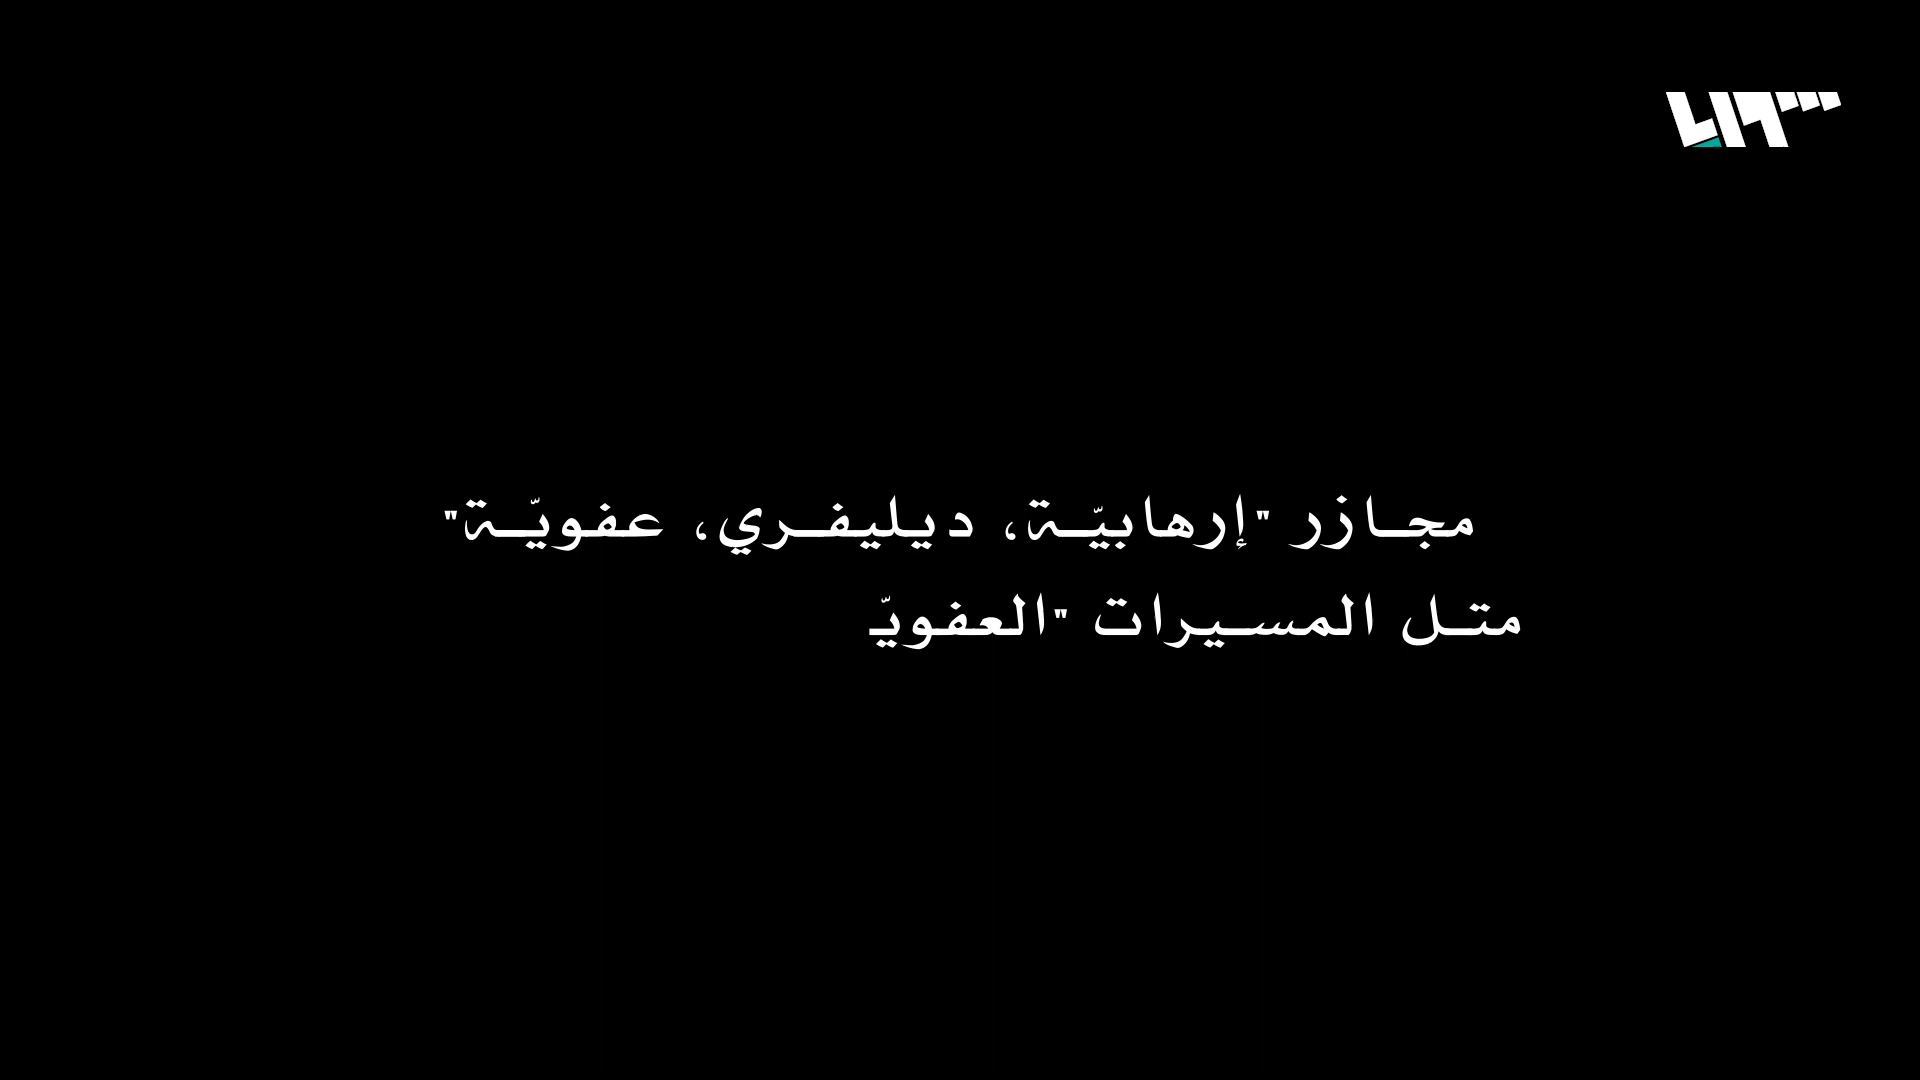 مجازر "إرهابيّة، ديليفري، عفويّة"
متل المسيرات "العفويّـ